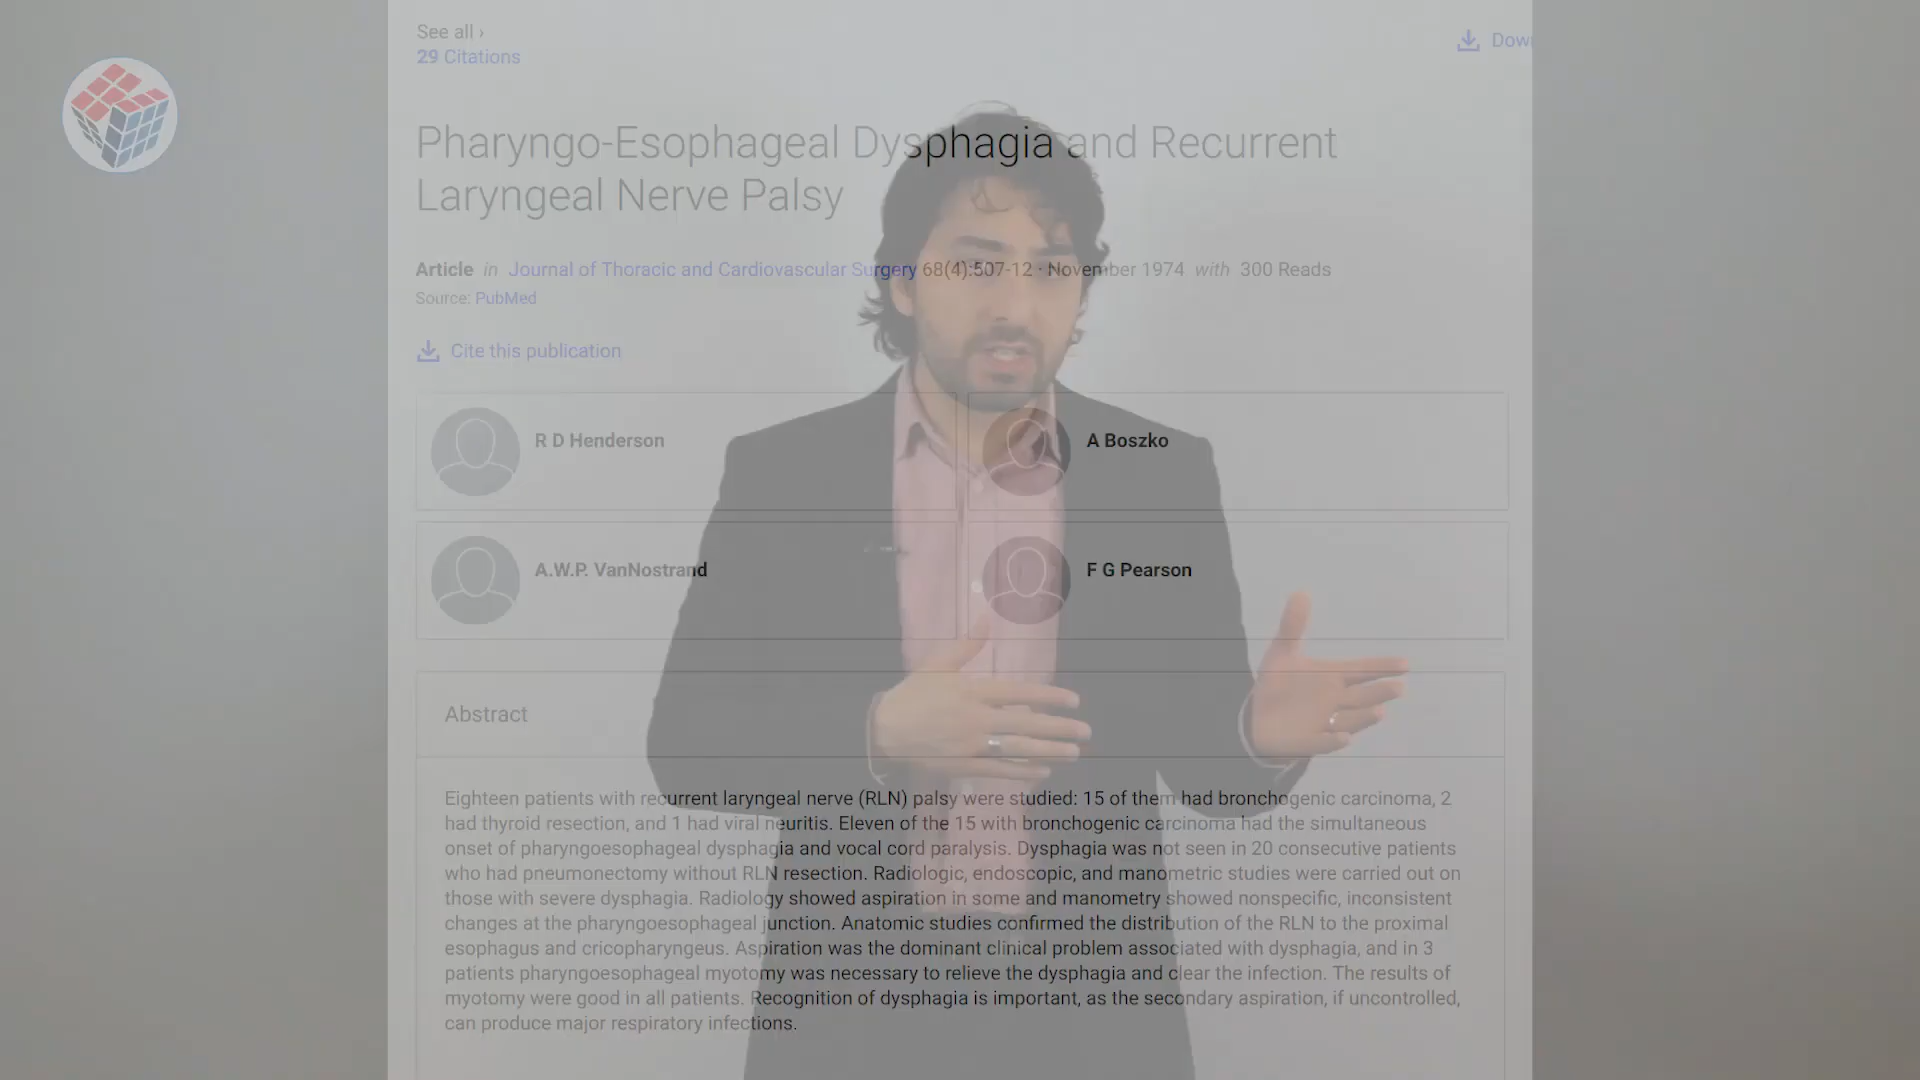 See all ›
29 Citations
Dow
Pharyngo-Esophageal Dysphagia and Recurrent
Laryngeal Nerve Palsy
Article in Journal of Thoracic and Cardiovascular Surgery 68(4):507-12 · November 1974 with 300 Reads
Source: PubMed
Cite this publication
R D Henderson
A Boszko
A.W.P. VanNostrand
F G Pearson
Abstract
Eighteen patients with recurrent laryngeal nerve (RLN) palsy were studied: 15 of them had bronchogenic carcinoma, 2
had thyroid resection, and 1 had viral neuritis. Eleven of the 15 with bronchogenic carcinoma had the simultaneous
onset of pharyngoesophageal dysphagia and vocal cord paralysis. Dysphagia was not seen in 20 consecutive patients
who had pneumonectomy without RLN resection. Radiologic, endoscopic, and manometric studies were carried out on
those with severe dysphagia. Radiology showed aspiration in some and manometry showed nonspecific, inconsistent
changes at the pharyngoesophageal junction. Anatomic studies confirmed the distribution of the RLN to the proximal
esophagus and cricopharyngeus. Aspiration was the dominant clinical problem associated with dysphagia, and in 3
patients pharyngoesophageal myotomy was necessary to relieve the dysphagia and clear the infection. The results of
myotomy were good in all patients. Recognition of dysphagia is important, as the secondary aspiration, if uncontrolled,
can produce major respiratory infections.